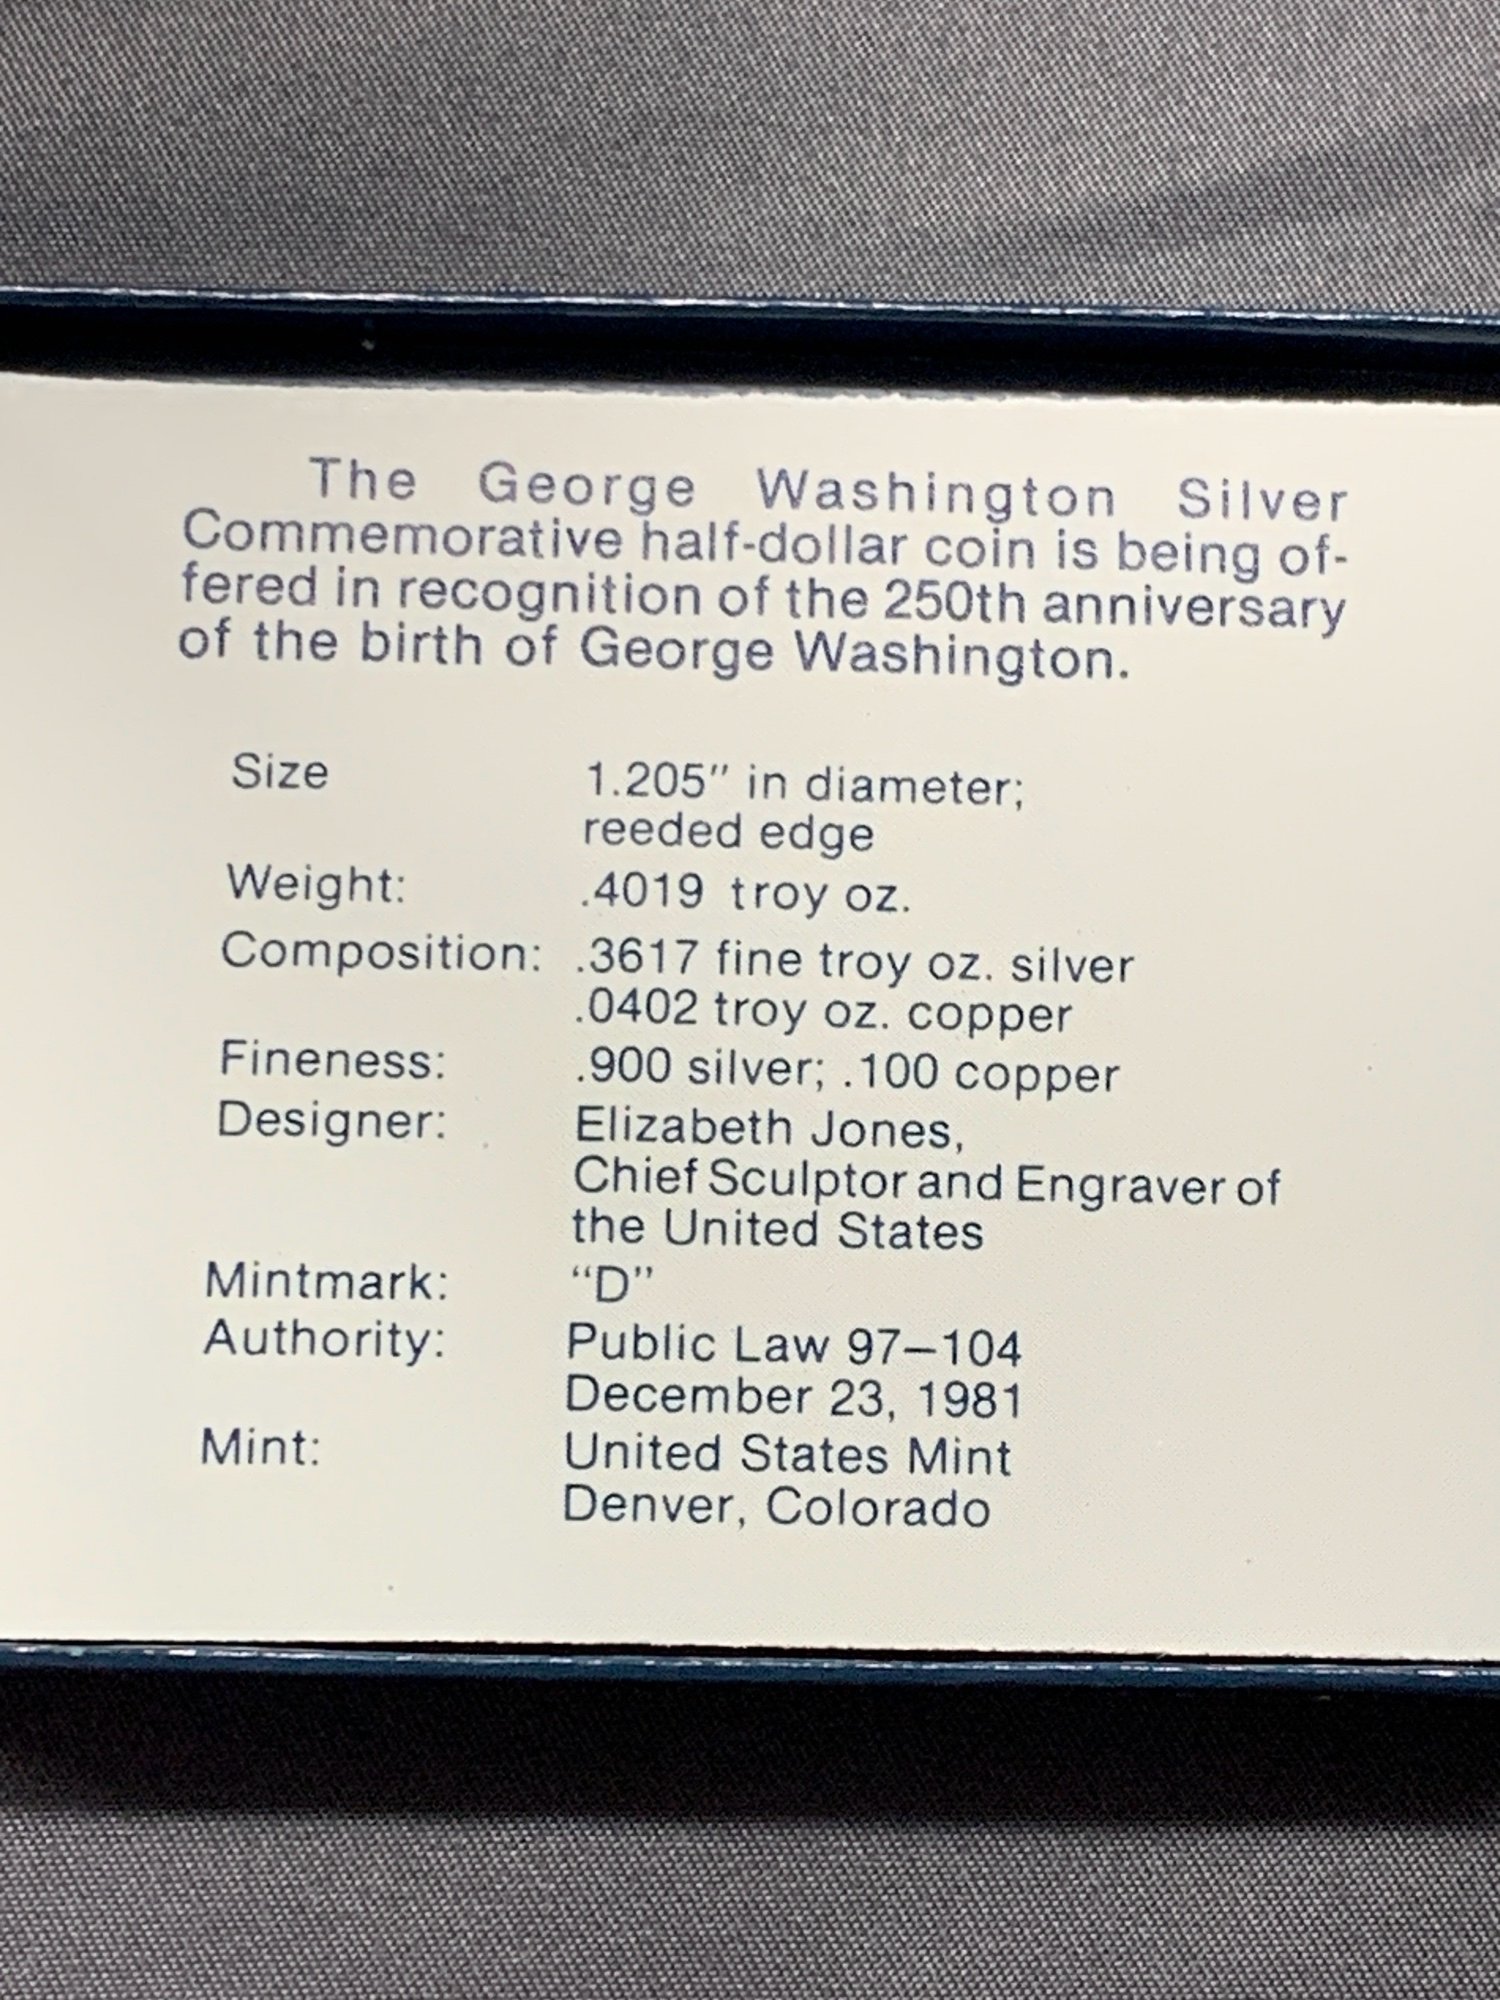 The George Washington Silver
Commemorative half-dollar coin is being of-
fered in recognition of the 250th anniversary
of the birth of George Washington.
Size 1.205" in diameter;
reeded edge
Weight: .4019 troy oz.
Composition: .3617 fine troy oz. silver
.0402 troy oz. copper
Fineness: .900 silver; .100 copper
Designer: Elizabeth Jones,
Chief Sculptor and Engraver of
the United States
Mintmark: “D”
Authority: Public Law 97–104
December 23, 1981
Mint: United States Mint
Denver, Colorado